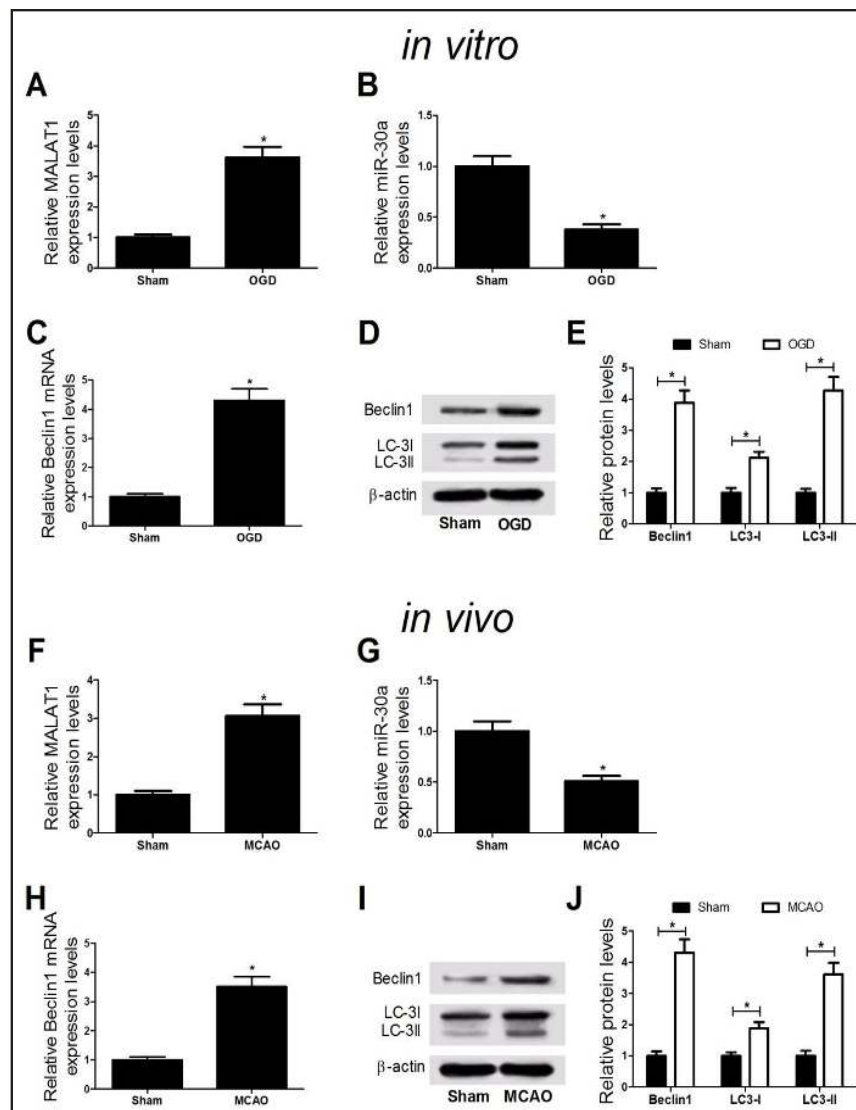 in vitro
A
Relative MALAT1
expression levels
5
4
3
2
1
0
*
Sham
OGD
B
Relative miR-30a
expression levels
1.5
1.0
0.5
0.0
*
Sham
OGD
C
Relative Beclin1 mRNA
expression levels
5
4
3
2
1
0
*
Sham
OGD
D
Beclin1
LC-3I
LC-3II
β-actin
Sham OGD
E
Sham
OGD
Relative protein levels
5
4
3
2
1
0
*
*
*
Beclin1
LC3-I
LC3-II
in vivo
F
Relative MALAT1
expression levels
4
3
2
1
0
*
Sham
MCAO
G
Relative miR-30a
expression levels
1.5
1.0
0.5
0.0
*
Sham
MCAO
H
Relative Beclin1 mRNA
expression levels
5
4
3
2
1
0
*
Sham
MCAO
I
Beclin1
LC-3I
LC-3II
β-actin
Sham MCAO
J
Sham
MCAO
Relative protein levels
5
4
3
2
1
0
*
*
*
Beclin1
LC3-I
LC3-II